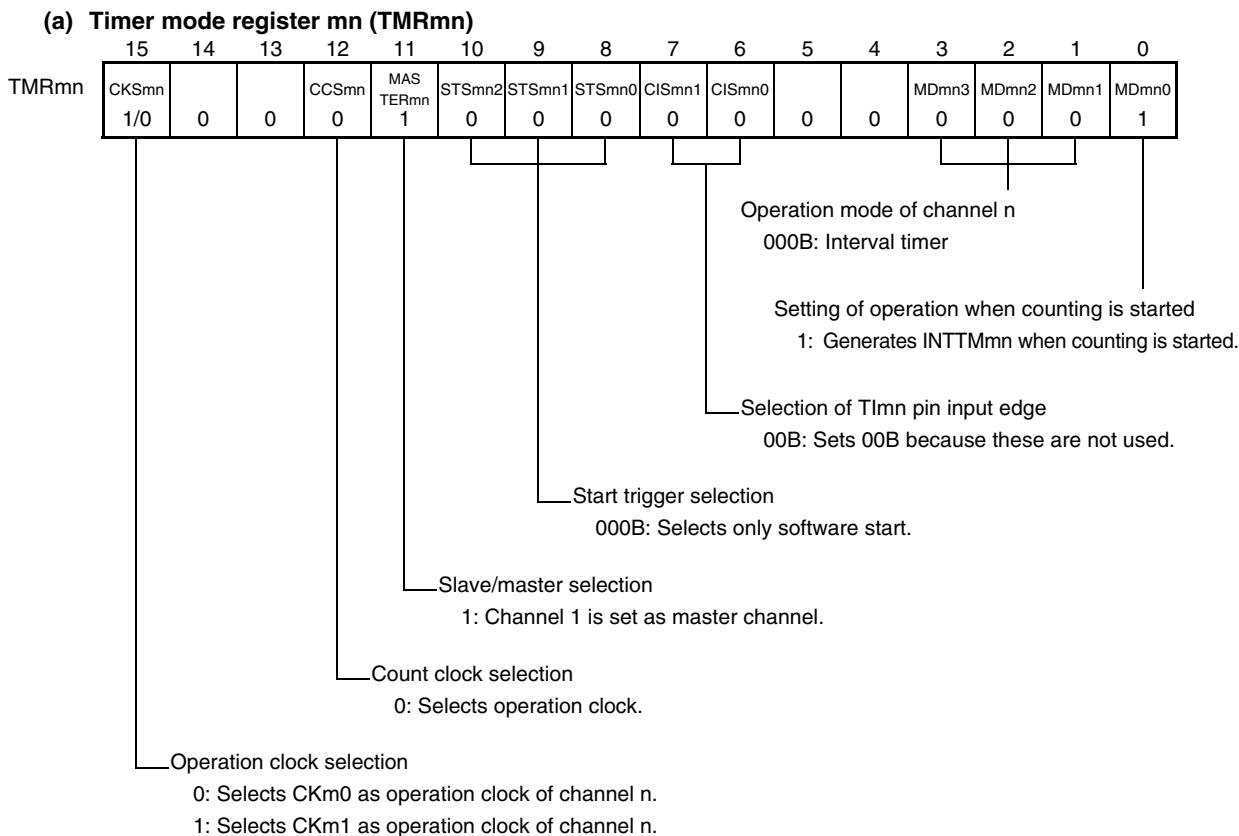 (a) Timer mode register mn (TMRmn)
15 14 13 12 11 10 9 8 7 6 5 4 3 2 1 0
TMRmn CKSmn CCSmn MAS TERmn STSmn2 STSmn1 STSmn0 CISmn1 CISmn0 MDmn3 MDmn2 MDmn1 MDmn0
1/0 0 0 0 1 0 0 0 0 0 0 0 0 0 0 1
Operation mode of channel n
000B: Interval timer
Setting of operation when counting is started
1: Generates INTTMmn when counting is started.
Selection of TImn pin input edge
00B: Sets 00B because these are not used.
Start trigger selection
000B: Selects only software start.
Slave/master selection
1: Channel 1 is set as master channel.
Count clock selection
0: Selects operation clock.
Operation clock selection
0: Selects CKm0 as operation clock of channel n.
1: Selects CKm1 as operation clock of channel n.